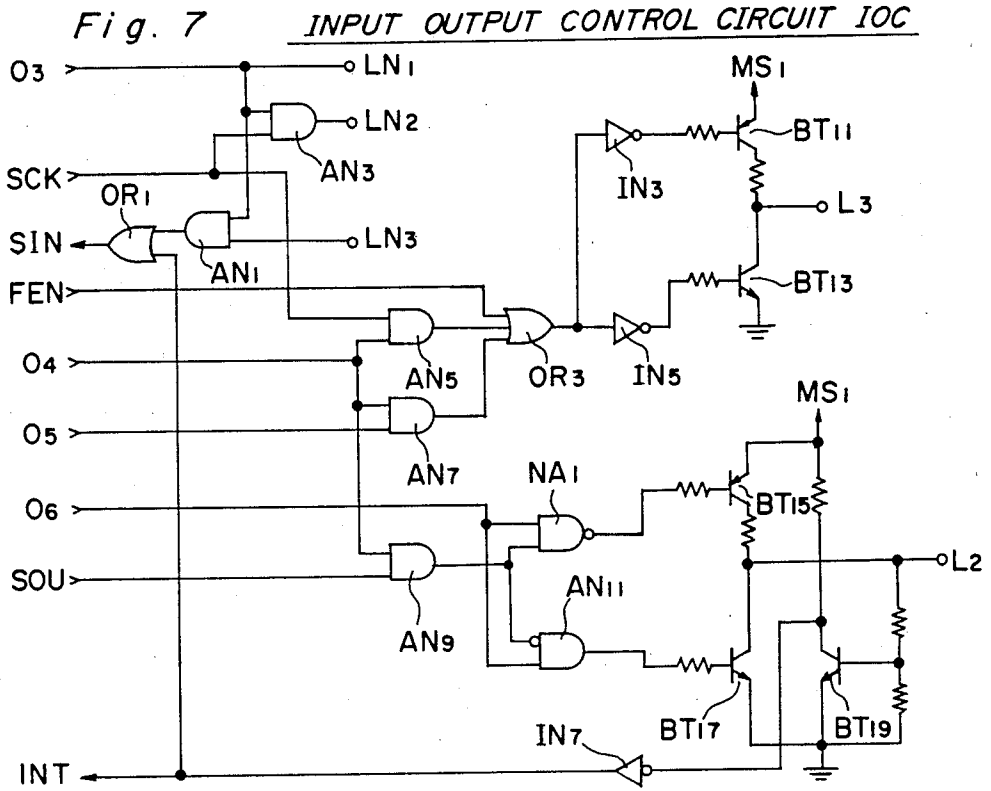 Fig. 7 INPUT OUTPUT CONTROL CIRCUIT IOC
O3 LN1 MS1
LN2 BT11
AN3 IN3
SCK
OR1 L3
SIN LN3
AN1 BT13
FEN
OR3 IN5
O4 AN5
MS1
O5
AN7
NA1
O6 BT15
L2
SOU AN11
AN9
BT17 BT19
IN7
INT